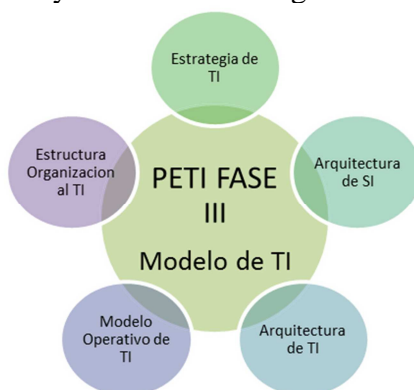 Estrategia de
TI
Estructura
Organizacion
al TI
PETI FASE
III
Modelo de TI
Arquitectura
de SI
Modelo
Operativo de
TI
Arquitectura
de TI